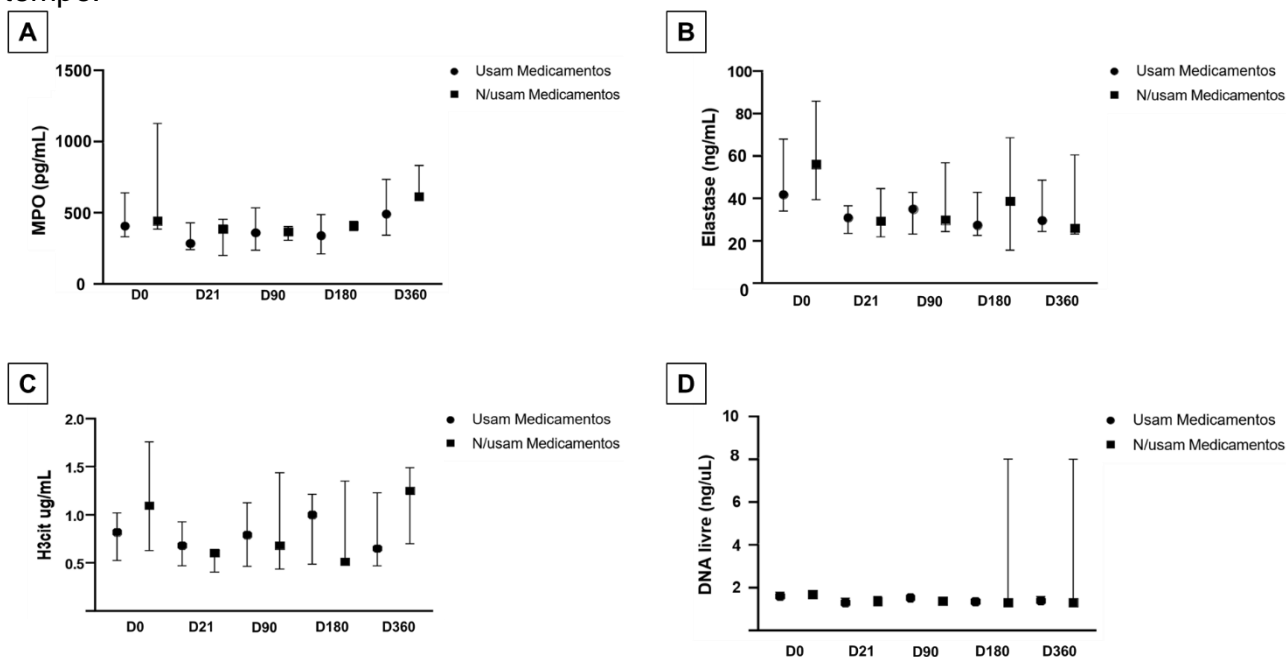 A
Usam Medicamentos
N/usam Medicamentos
MPO (pg/mL)
1500
1000
500
0
D0 D21 D90 D180 D360
B
Usam Medicamentos
N/usam Medicamentos
Elastase (ng/mL)
100
80
60
40
20
0
D0 D21 D90 D180 D360
C
Usam Medicamentos
N/usam Medicamentos
H3cit ug/mL
2.0
1.5
1.0
0.5
D0 D21 D90 D180 D360
D
Usam Medicamentos
N/usam Medicamentos
DNA livre (ng/uL)
10
8
6
4
2
D0 D21 D90 D180 D360